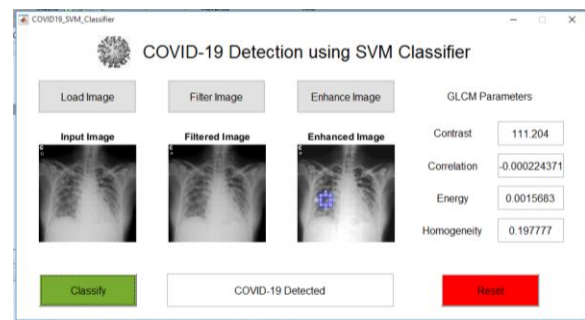 COVID19_SVM_Classifier
COVID-19 Detection using SVM Classifier
Load Image
Filter Image
Enhance Image
GLCM Parameters
Input Image
Filtered Image
Enhanced Image
Contrast
111.204
Correlation
-0.000224371
Energy
0.0015683
Homogeneity
0.197777
Classify
COVID-19 Detected
Reset